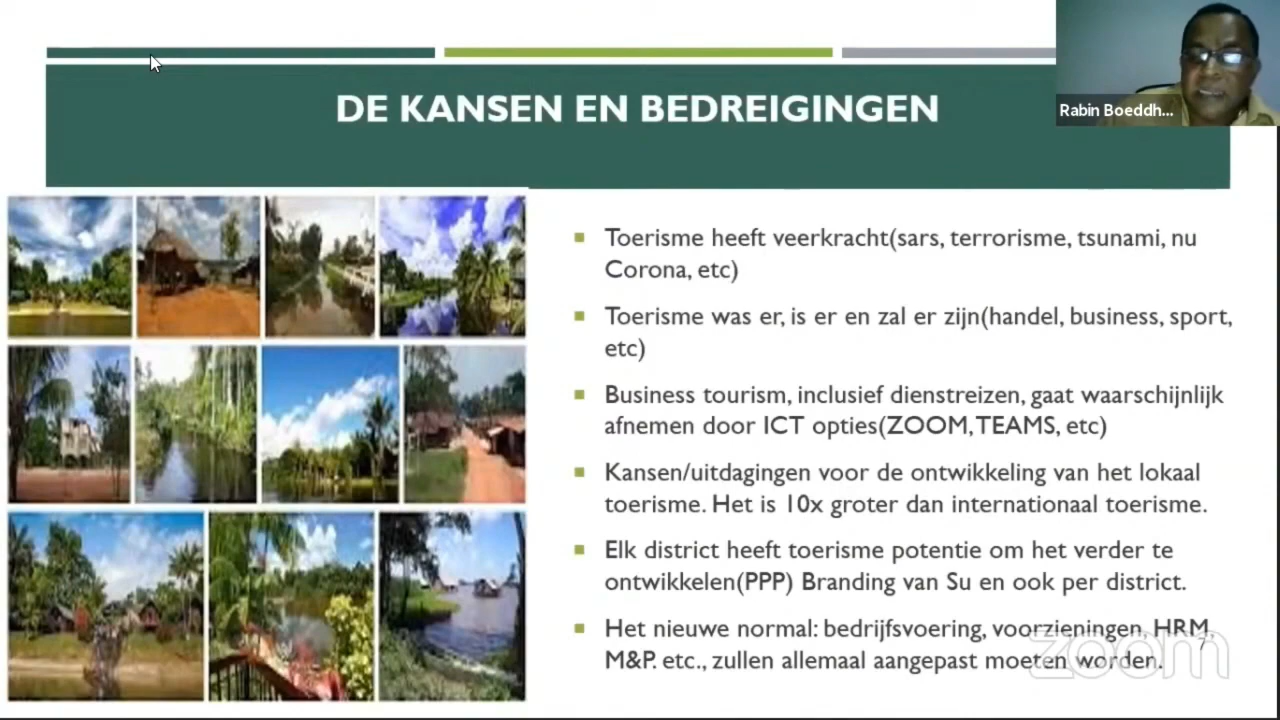 DE KANSEN EN BEDREIGINGEN
Rabin Boeddh...
Toerisme heeft veerkracht(sars, terrorisme, tsunami, nu
Corona, etc)
Toerisme was er, is er en zal er zijn(handel, business, sport,
etc)
Business tourism, inclusief dienstreizen, gaat waarschijnlijk
afnemen door ICT opties(ZOOM, TEAMS, etc)
Kansen/uitdagingen voor de ontwikkeling van het lokaal
toerisme. Het is 10x groter dan internationaal toerisme.
Elk district heeft toerisme potentie om het verder te
ontwikkelen(PPP) Branding van Su en ook per district.
Het nieuwe normal: bedrijfsvoering, voorzieningen, HRM,
M&P. etc., zullen allemaal aangepast moeten worden.
7
zoom